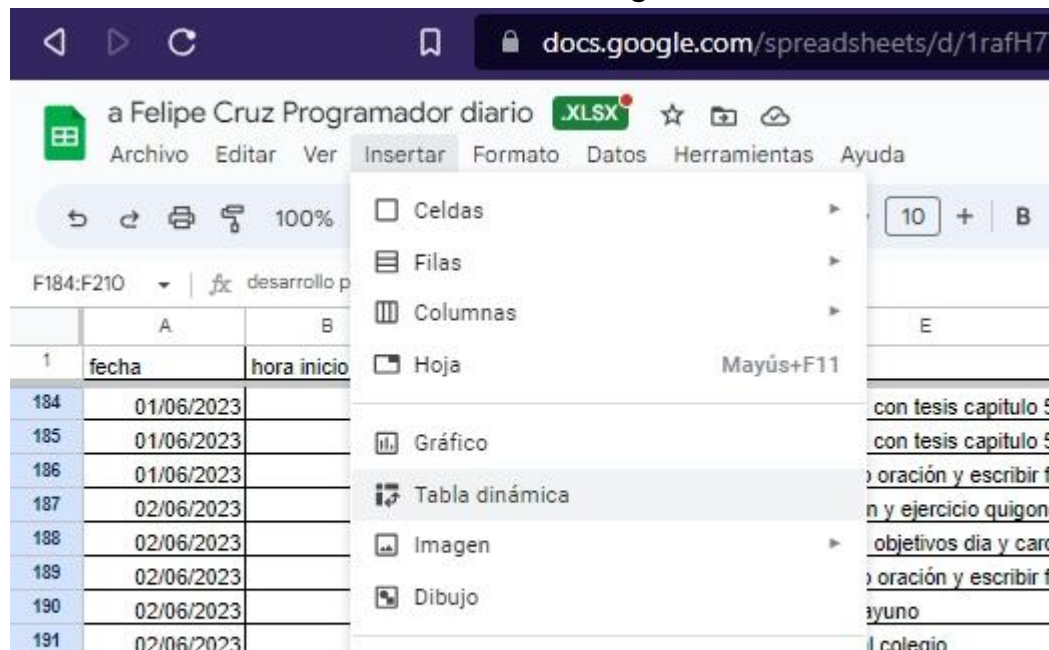 docs.google.com/spreadsheets/d/1rafH7
a Felipe Cruz Programador diario .XLSX
Archivo Editar Ver Insertar Formato Datos Herramientas Ayuda
100% 10 + B
Celdas
Filas
F184:F210 fx desarrollo p
Columnas
A B E
1 fecha hora inicio Hoja Mayús+F11
184 01/06/2023 con tesis capitulo 5
185 01/06/2023 con tesis capitulo 5
Gráfico
186 01/06/2023 oración y escribir f
Tabla dinámica
187 02/06/2023 n y ejercicio quigon
188 02/06/2023 objetivos dia y card
Imagen
189 02/06/2023 oración y escribir f
Dibujo
190 02/06/2023 ayuno
191 02/06/2023 l colegio